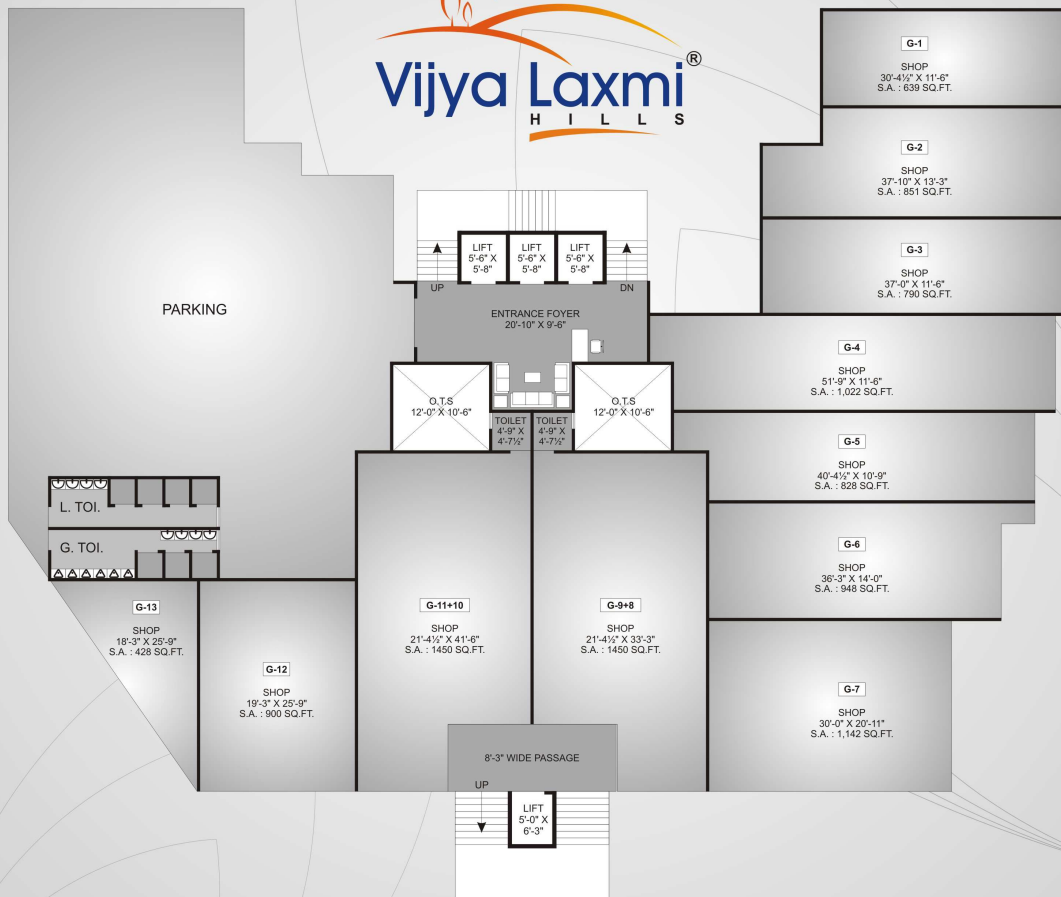 Vijya Laxmi®
HILLS
G-1
SHOP
30'-4½" X 11'-6"
S.A. : 639 SQ.FT.
G-2
SHOP
37'-10" X 13'-3"
S.A. : 851 SQ.FT.
G-3
SHOP
37'-0" X 11'-6"
S.A. : 790 SQ.FT.
LIFT
5'-6" X
5'-8"
LIFT
5'-6" X
5'-8"
LIFT
5'-6" X
5'-8"
UP
DN
PARKING
ENTRANCE FOYER
20'-10" X 9'-6"
G-4
SHOP
51'-9" X 11'-6"
S.A. : 1,022 SQ.FT.
O.T.S
12'-0" X 10'-6"
O.T.S
12'-0" X 10'-6"
TOILET
4'-9" X
4'-7½"
TOILET
4'-9" X
4'-7½"
G-5
SHOP
40'-4½" X 10'-9"
S.A. : 828 SQ.FT.
L. TOI.
G. TOI.
G-6
SHOP
36'-3" X 14'-0"
S.A. : 948 SQ.FT.
G-13
SHOP
18'-3" X 25'-9"
S.A. : 428 SQ.FT.
G-12
SHOP
19'-3" X 25'-9"
S.A. : 900 SQ.FT.
G-11+10
SHOP
21'-4½" X 41'-6"
S.A. : 1450 SQ.FT.
G-9+8
SHOP
21'-4½" X 33'-3"
S.A. : 1450 SQ.FT.
G-7
SHOP
30'-0" X 20'-11"
S.A. : 1,142 SQ.FT.
8'-3" WIDE PASSAGE
UP
LIFT
5'-0" X
6'-3"